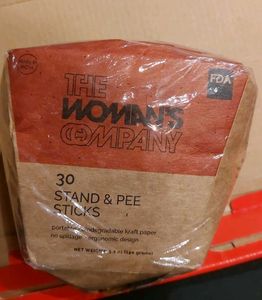 FDA
THE
WOMAN'S
COMPANY
30
STAND & PEE
STICKS
portable biodegradable kraft paper
no spillage ergonomic design
NET WEIGHT